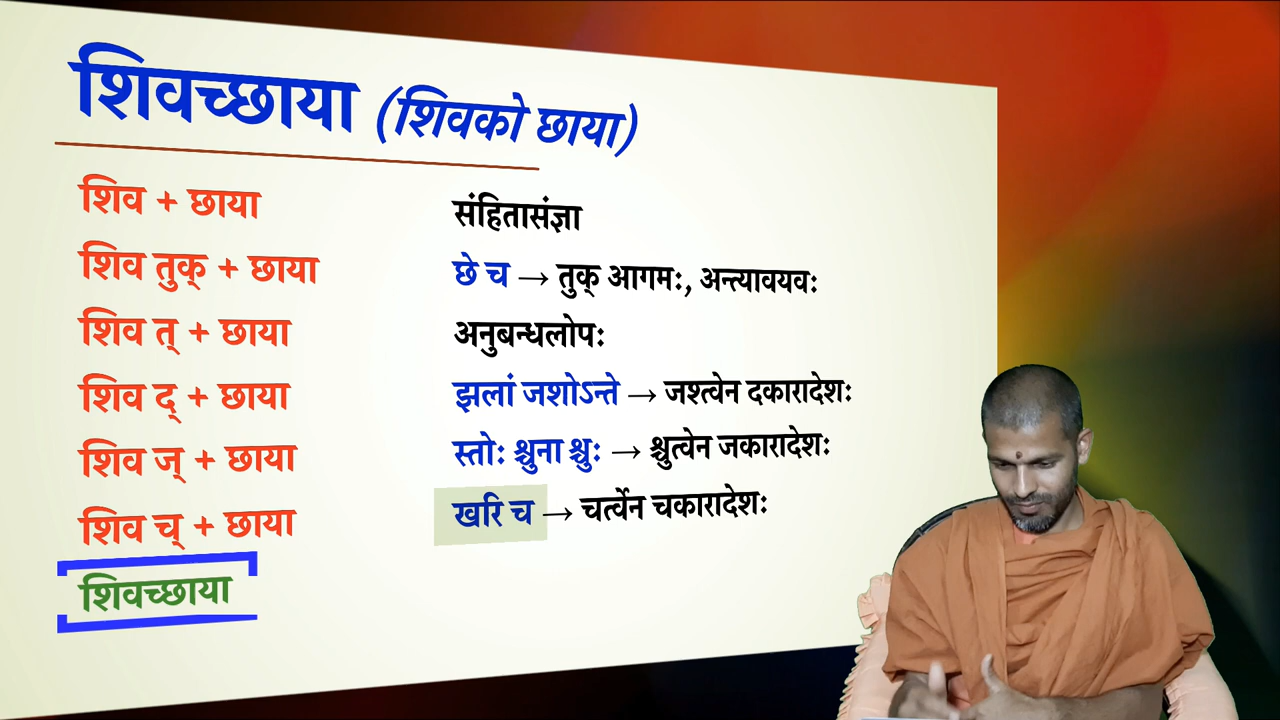 शिवच्छाया (शिवको छाया)
शिव + छाया संहितासंज्ञा
शिव तुक् + छाया छे च → तुक् आगमः, अन्त्यावयवः
शिव त् + छाया अनुबन्धलोपः
शिव द् + छाया झलां जशोऽन्ते → जश्त्वेन दकारादेशः
शिव ज् + छाया स्तोः श्चुना श्चुः → श्चुत्वेन जकारादेशः
शिव च् + छाया खरि च → चर्त्वेन चकारादेशः
शिवच्छाया